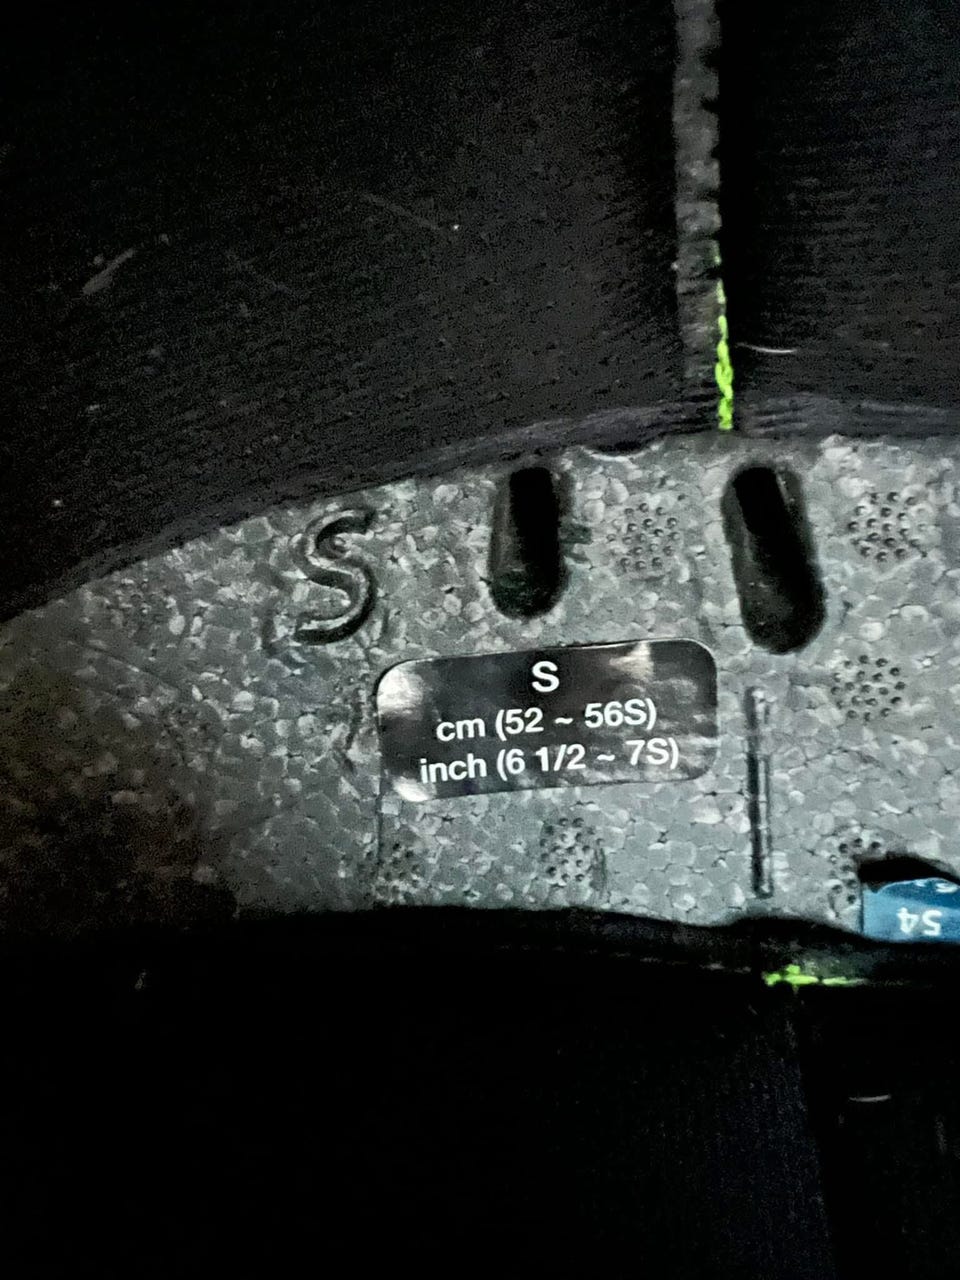 S
S
cm (52 ~ 56S)
inch (6 1/2 ~ 7S)
54